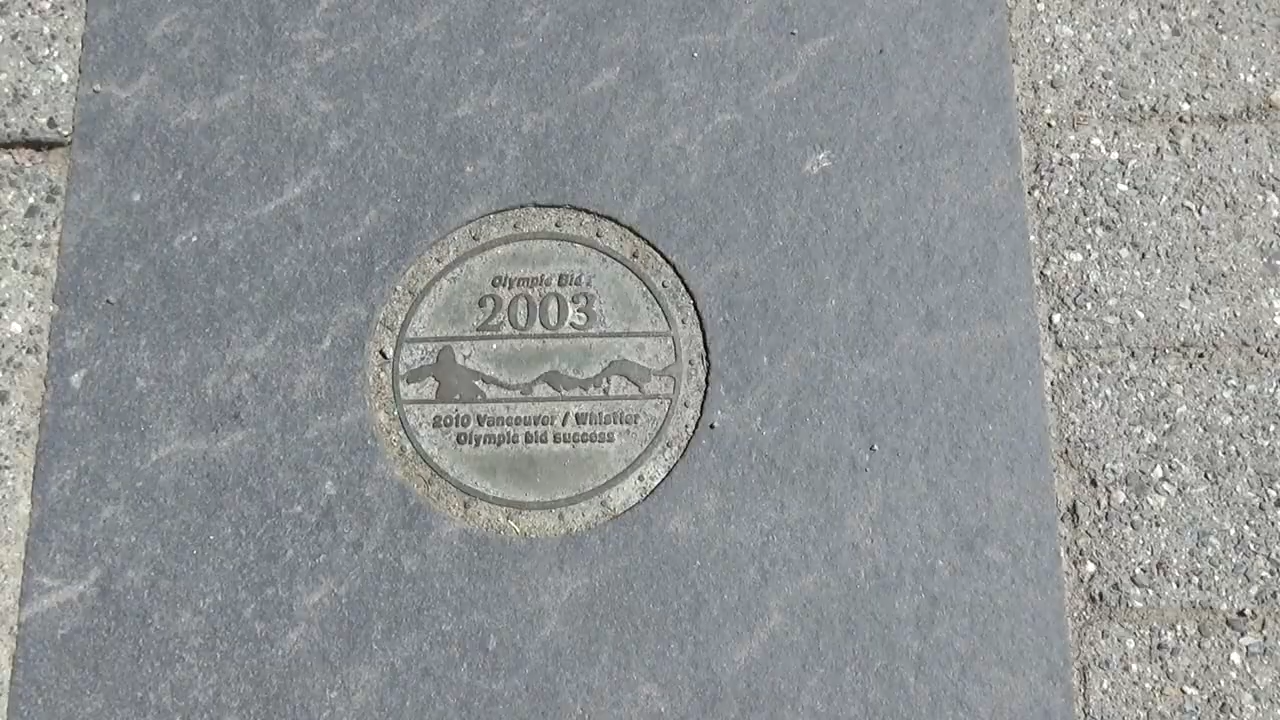 Olympic Bid
2003
2010 Vancouver / Whistler
Olympic bid success